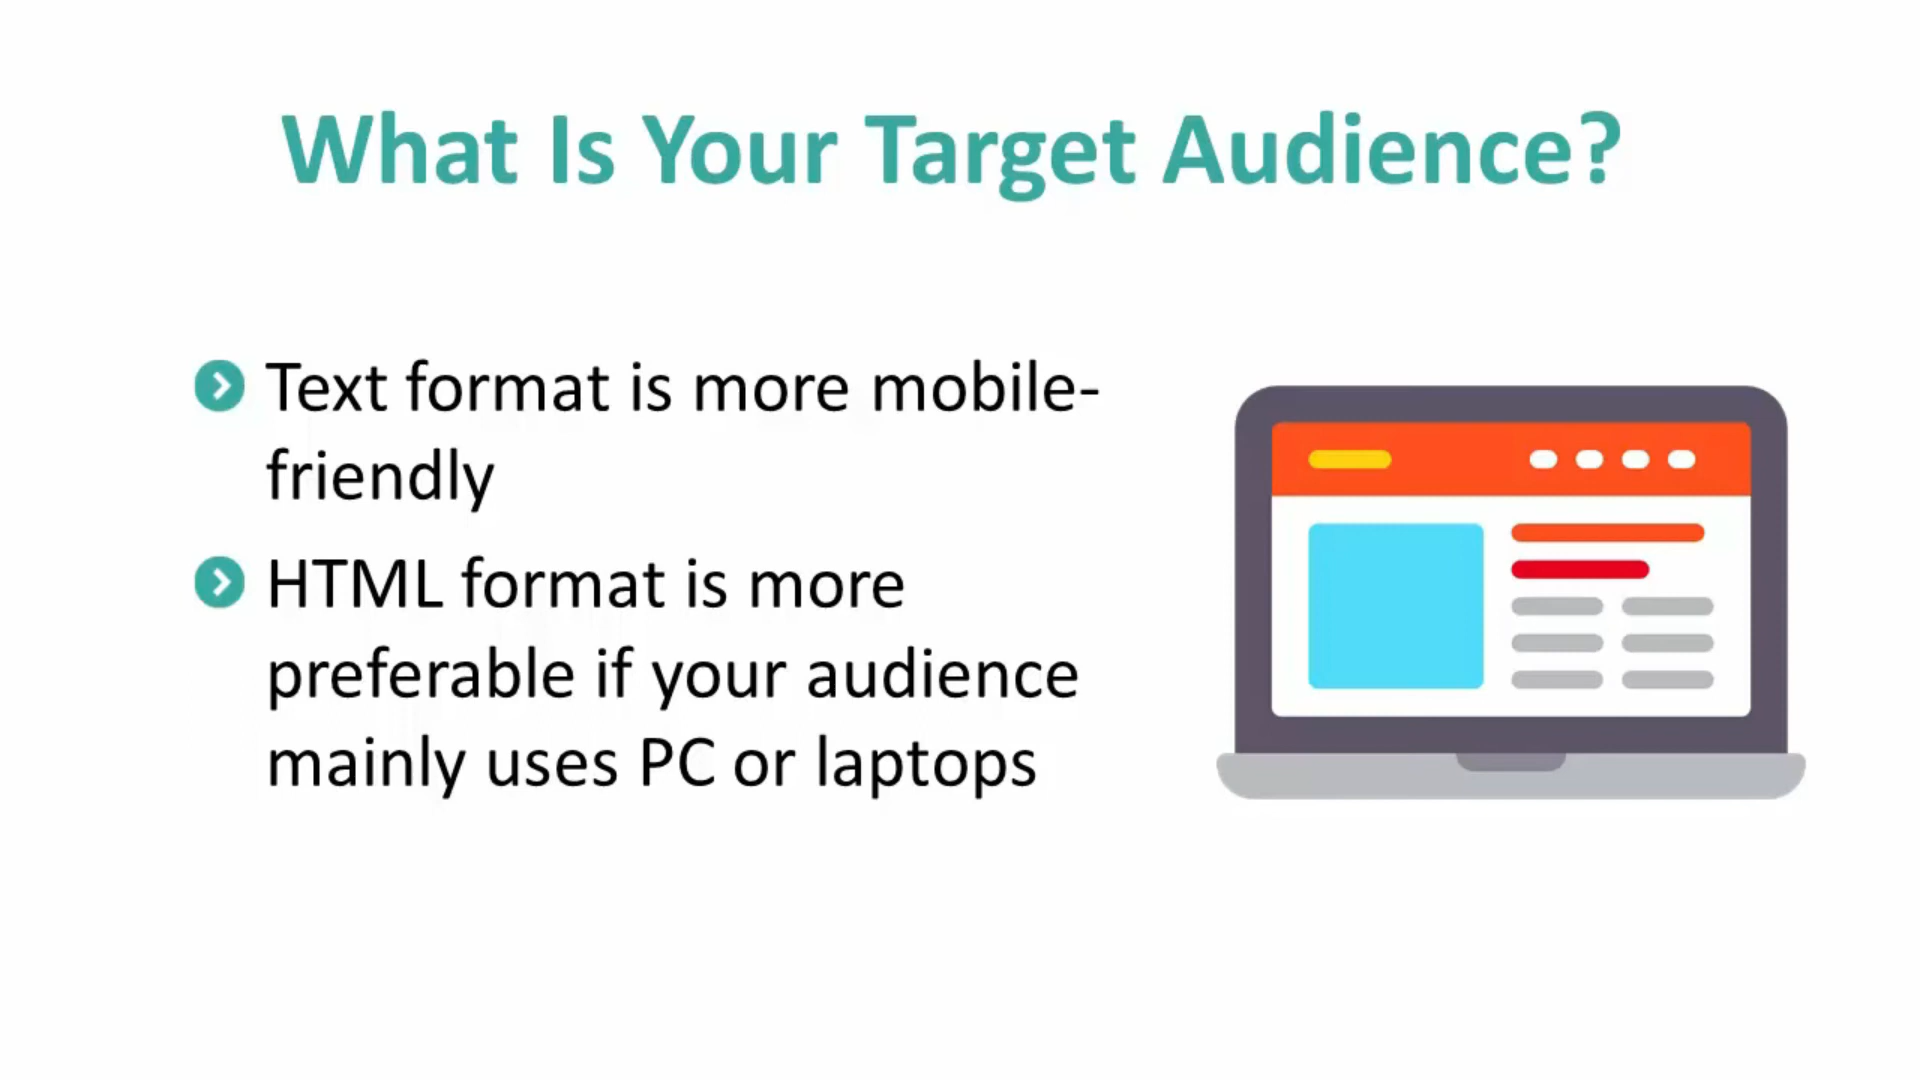 What Is Your Target Audience?
Text format is more mobile-
friendly
HTML format is more
preferable if your audience
mainly uses PC or laptops